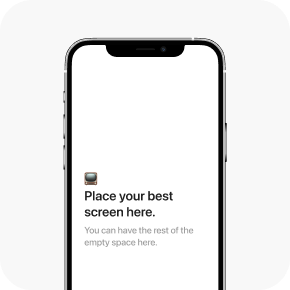 Place your best
screen here.
You can have the rest of the
empty space here.